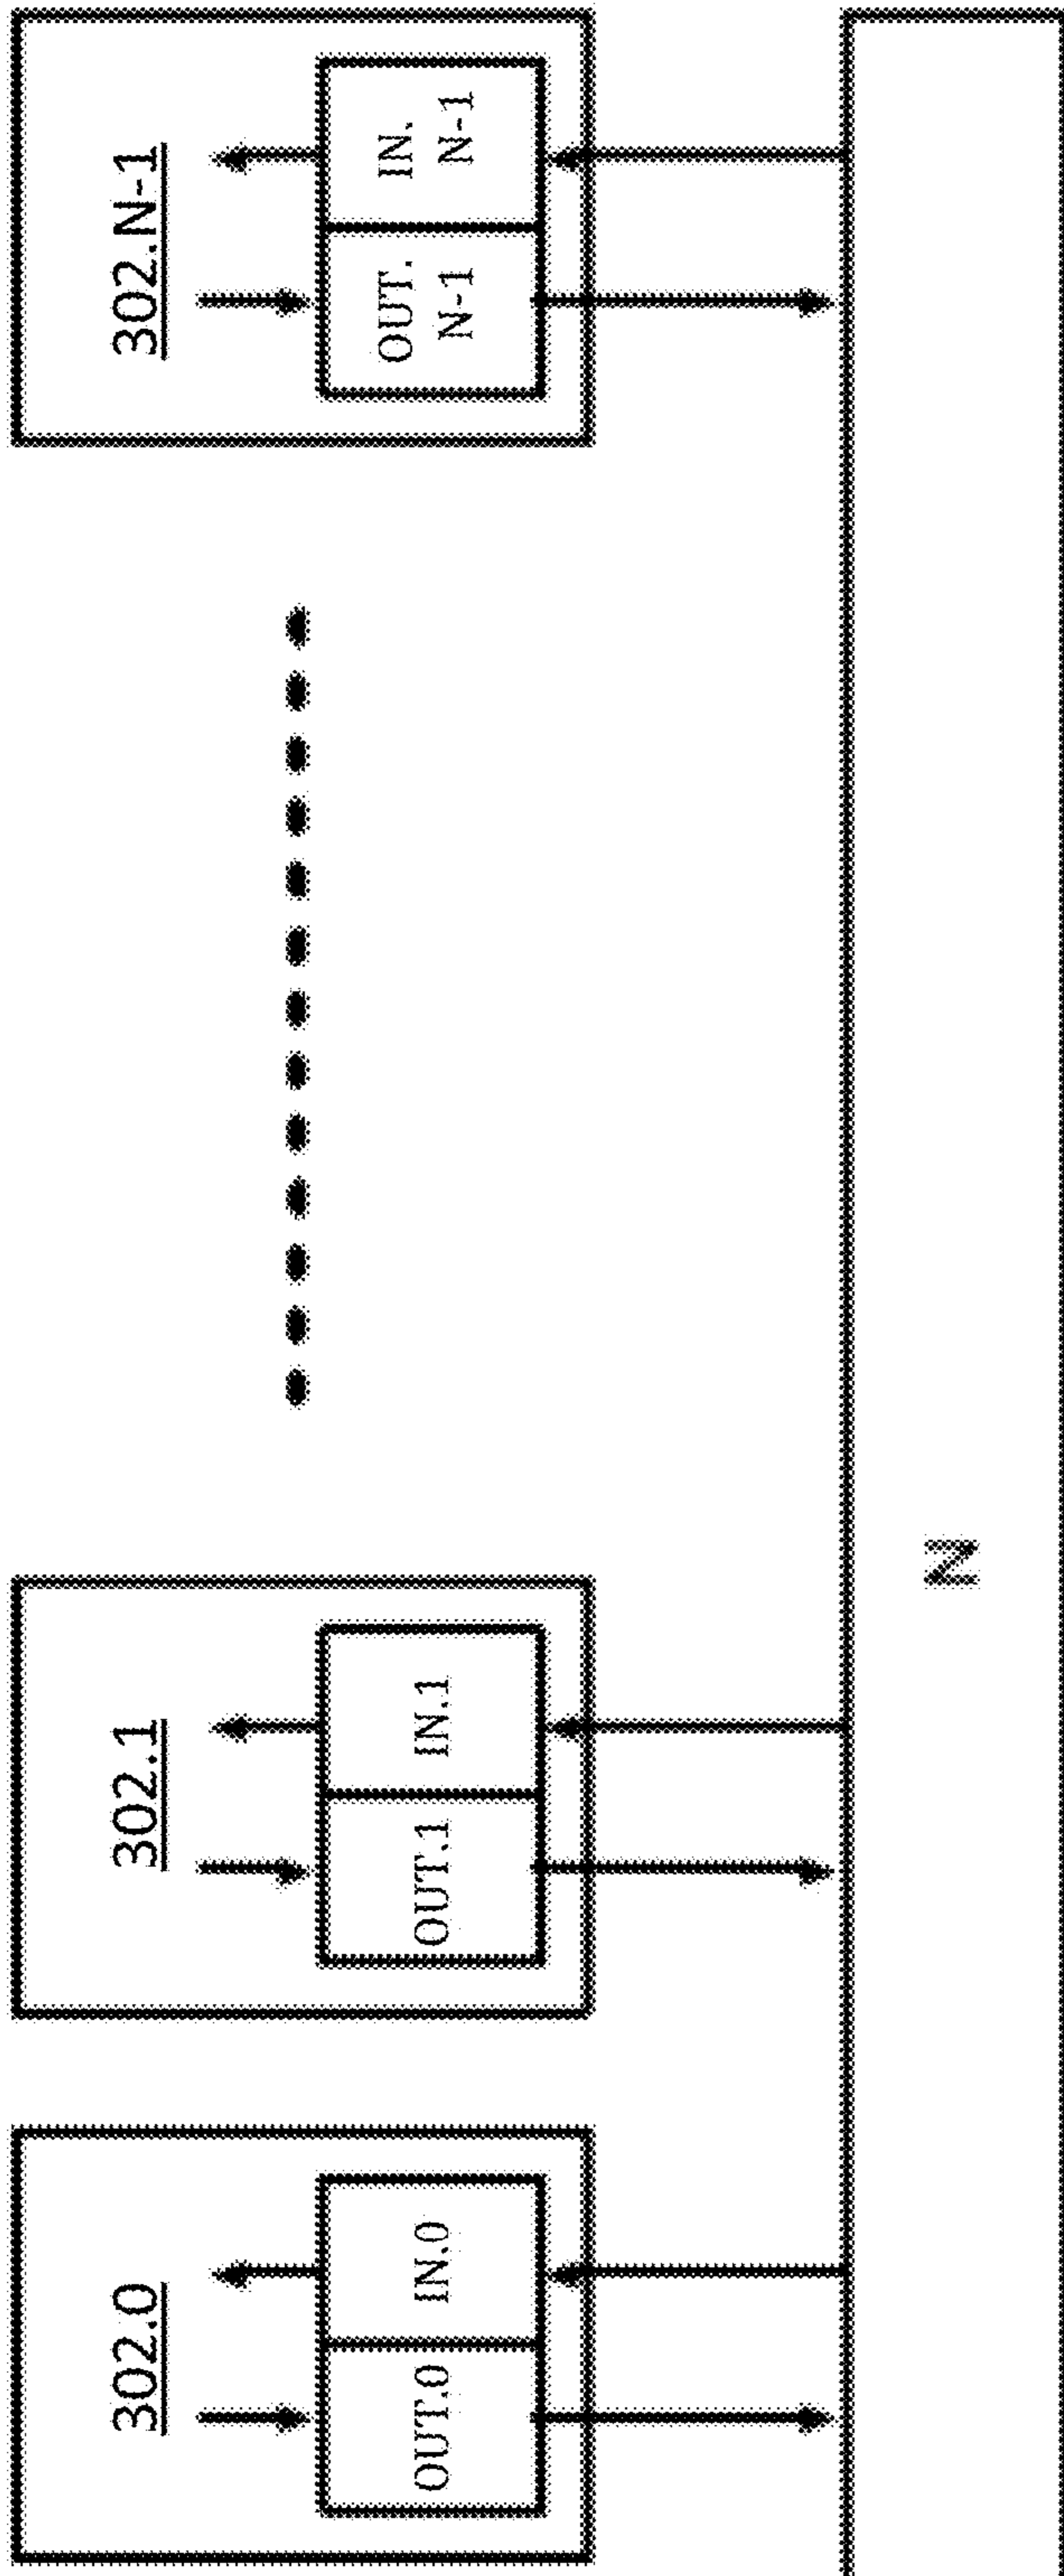 302.0
OUT.0
IN.0
302.1
OUT.1
IN.1
302.N-1
OUT.
N-1
IN.
N-1
N